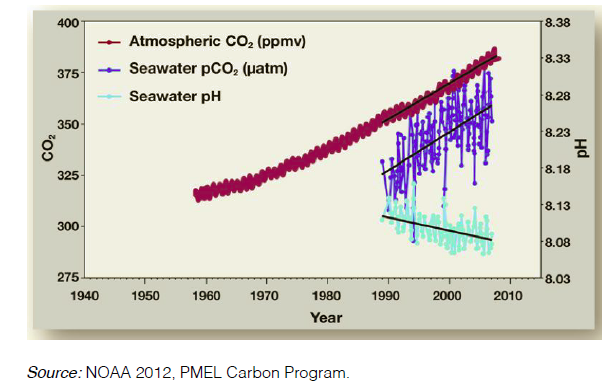 400
375
350
325
300
275
CO₂
Atmospheric CO₂ (ppmv)
Seawater pCO₂ (µatm)
Seawater pH
8.38
8.33
8.28
8.23
8.18
8.13
8.08
8.03
pH
1940 1950 1960 1970 1980 1990 2000 2010
Year
Source: NOAA 2012, PMEL Carbon Program.